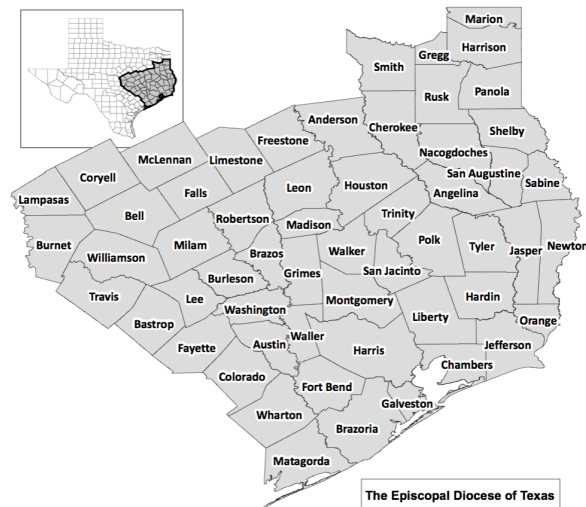 Marion
Harrison
Gregg
Smith
Rusk
Panola
Anderson
Cherokee
Shelby
Freestone
Nacogdoches
McLennan
Limestone
San Augustine
Coryell
Sabine
Falls
Leon
Houston
Angelina
Lampasas
Bell
Robertson
Madison
Trinity
Burnet
Milam
Polk
Tyler
Jasper
Newton
Williamson
Brazos
Walker
Grimes
San Jacinto
Burleson
Travis
Lee
Washington
Montgomery
Hardin
Liberty
Bastrop
Orange
Waller
Fayette
Austin
Harris
Jefferson
Chambers
Colorado
Fort Bend
Galveston
Wharton
Brazoria
Matagorda
The Episcopal Diocese of Texas